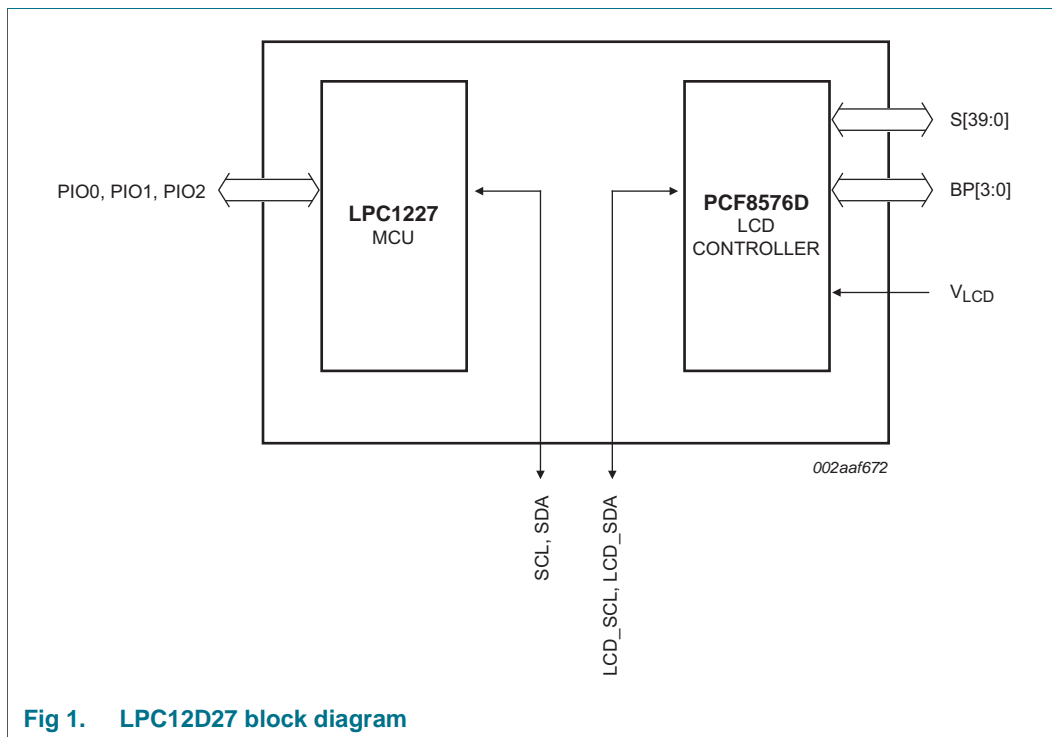 S[39:0]
PIO0, PIO1, PIO2
LPC1227
MCU
PCF8576D
LCD
CONTROLLER
BP[3:0]
VLCD
002aaf672
SCL, SDA
LCD_SCL, LCD_SDA
Fig 1. LPC12D27 block diagram